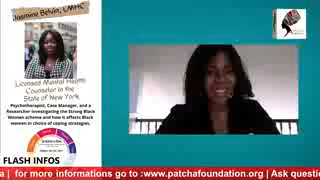 Jasmine Belvin, LMHC
Licensed Mental Health
Counselor in the
State of New York
Psychotherapist, Case Manager, and a
Researcher investigating the Strong Black
Women schema and how it affects Black
women in choice of coping strategies.
FLASH INFOS
a | for more informations go to :www.patchafoundation.org | Ask questi